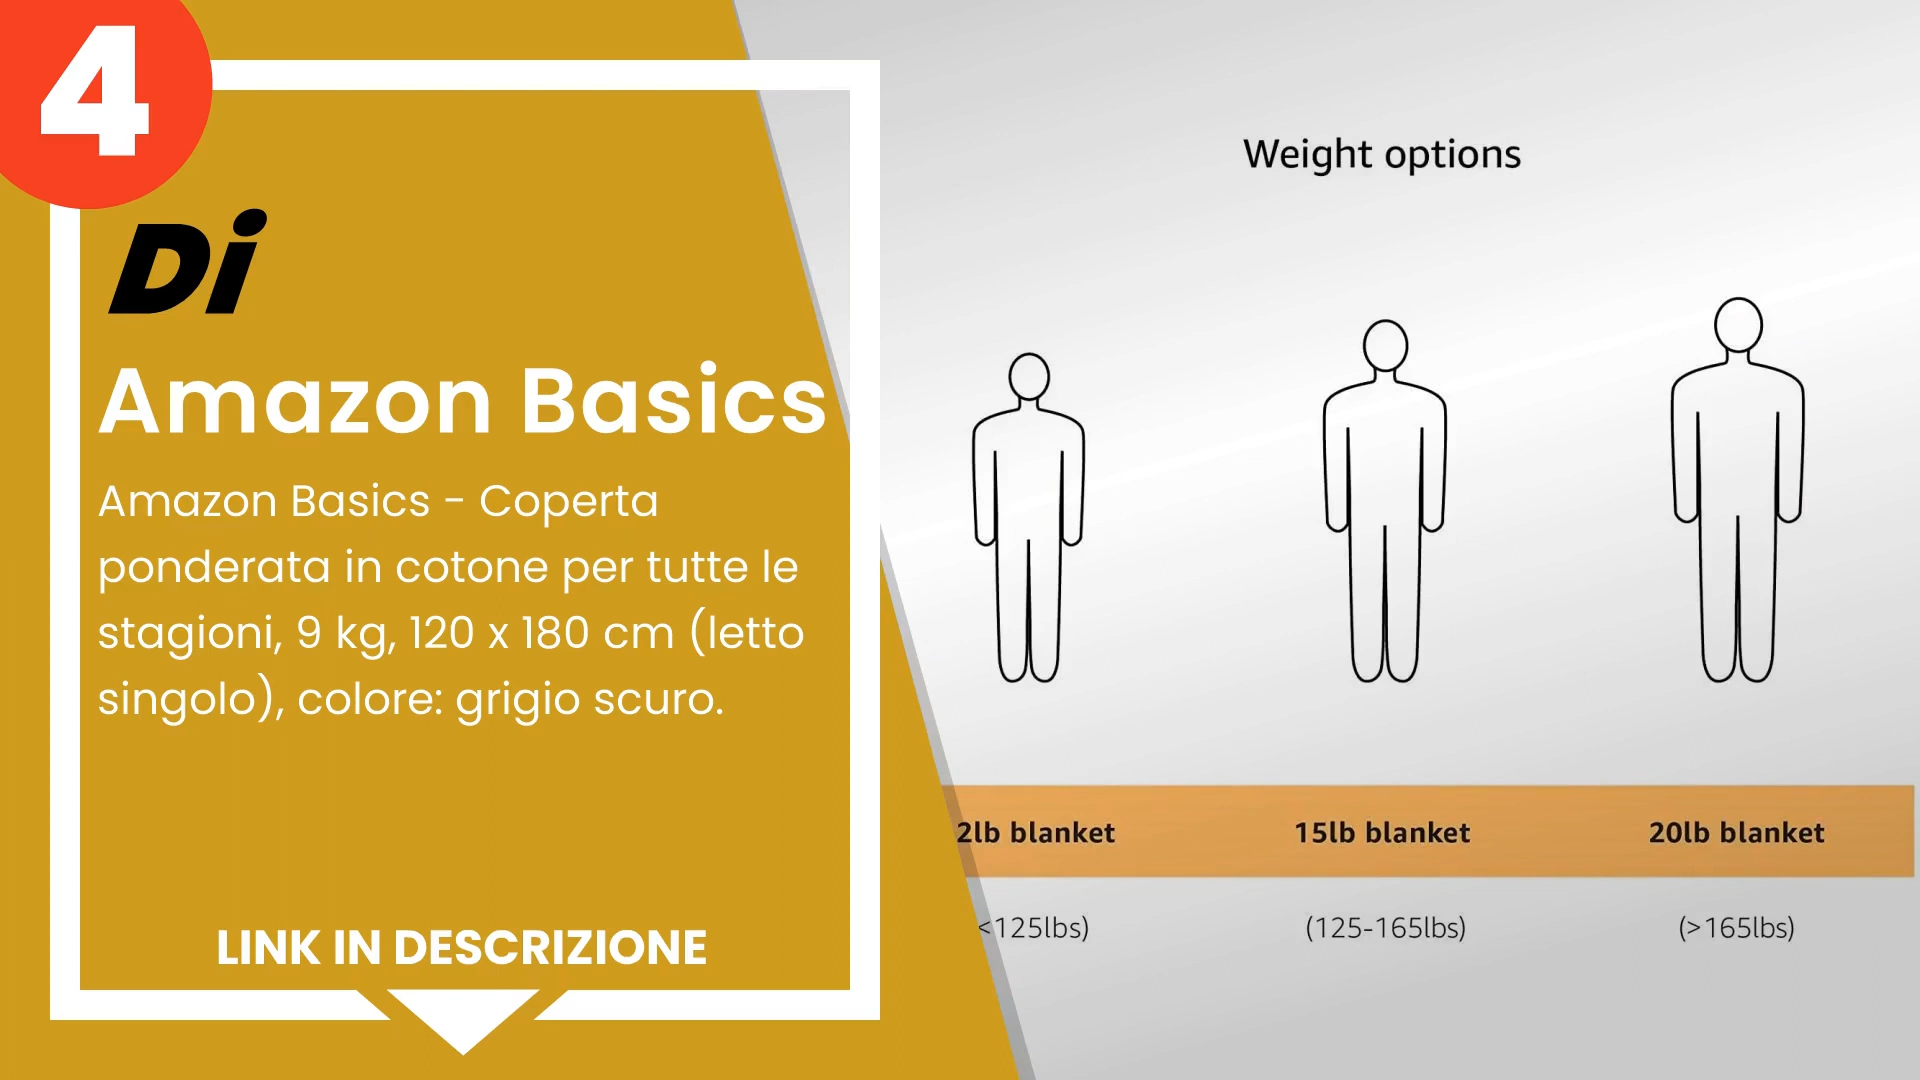 4
Di
Amazon Basics
Amazon Basics - Coperta
ponderata in cotone per tutte le
stagioni, 9 kg, 120 x 180 cm (letto
singolo), colore: grigio scuro.
LINK IN DESCRIZIONE
Weight options
2lb blanket 15lb blanket 20lb blanket
<125lbs) (125-165lbs) (>165lbs)